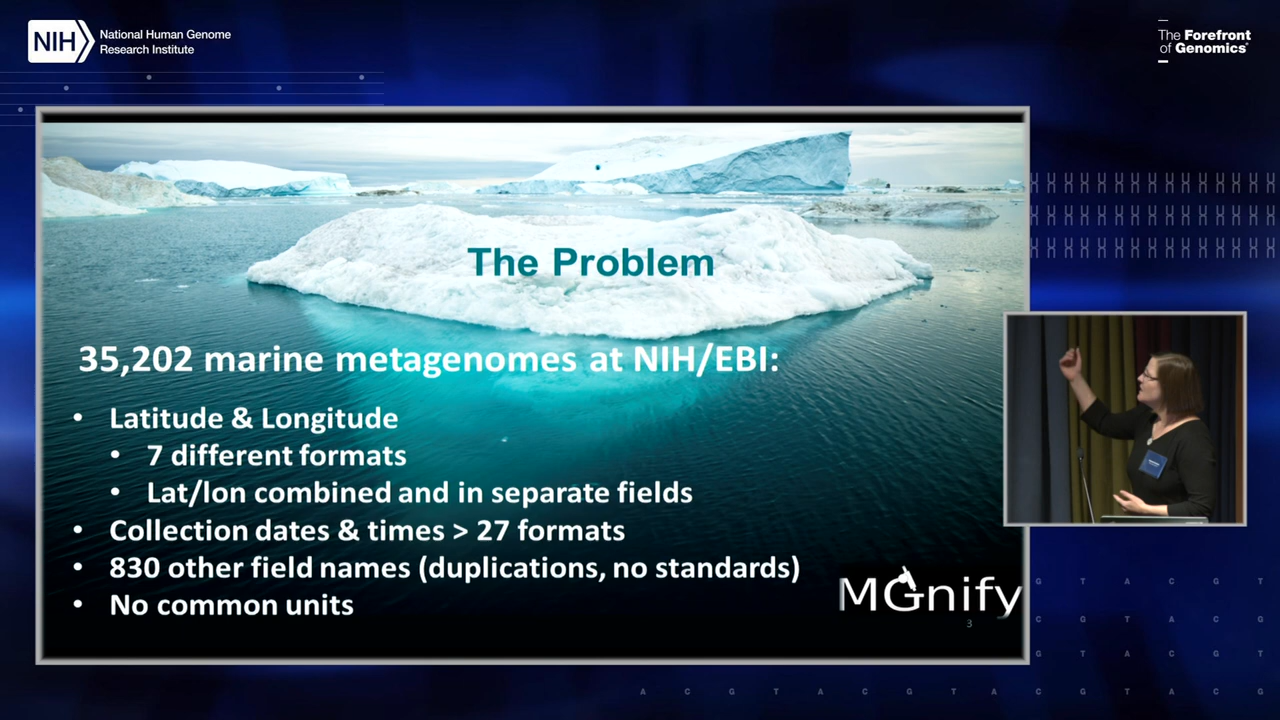 NIH
National Human Genome
Research Institute
The Forefront
of Genomics®
The Problem
35,202 marine metagenomes at NIH/EBI:
• Latitude & Longitude
• 7 different formats
• Lat/lon combined and in separate fields
• Collection dates & times > 27 formats
• 830 other field names (duplications, no standards)
• No common units
MGnify
3
G T A C G T
C G T A C G
G T A C G T
A C G T A C G T A C G T A C G